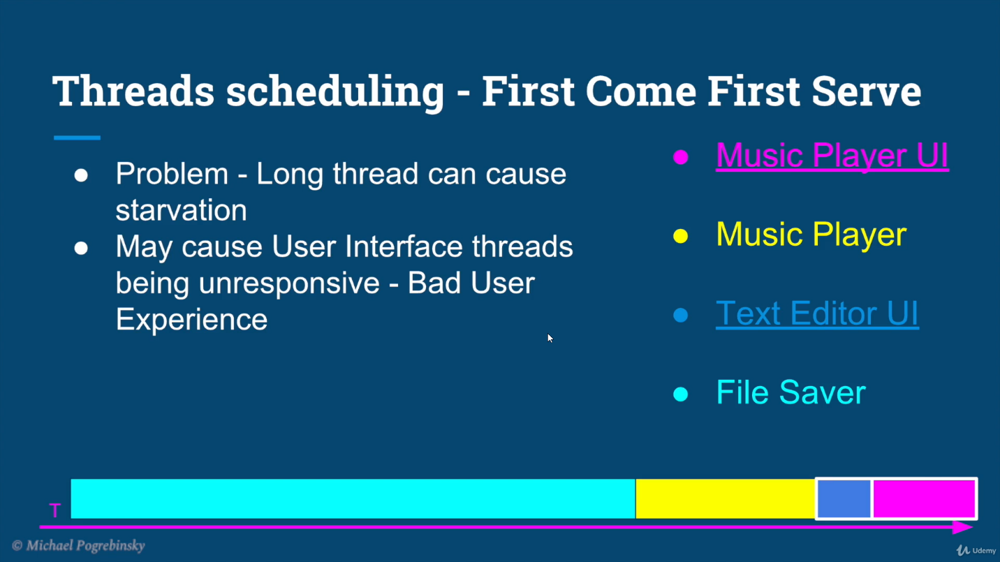 Threads scheduling - First Come First Serve
● Problem - Long thread can cause
starvation
● May cause User Interface threads
being unresponsive - Bad User
Experience
● Music Player UI
● Music Player
● Text Editor UI
● File Saver
T
© Michael Pogrebinsky
Udemy